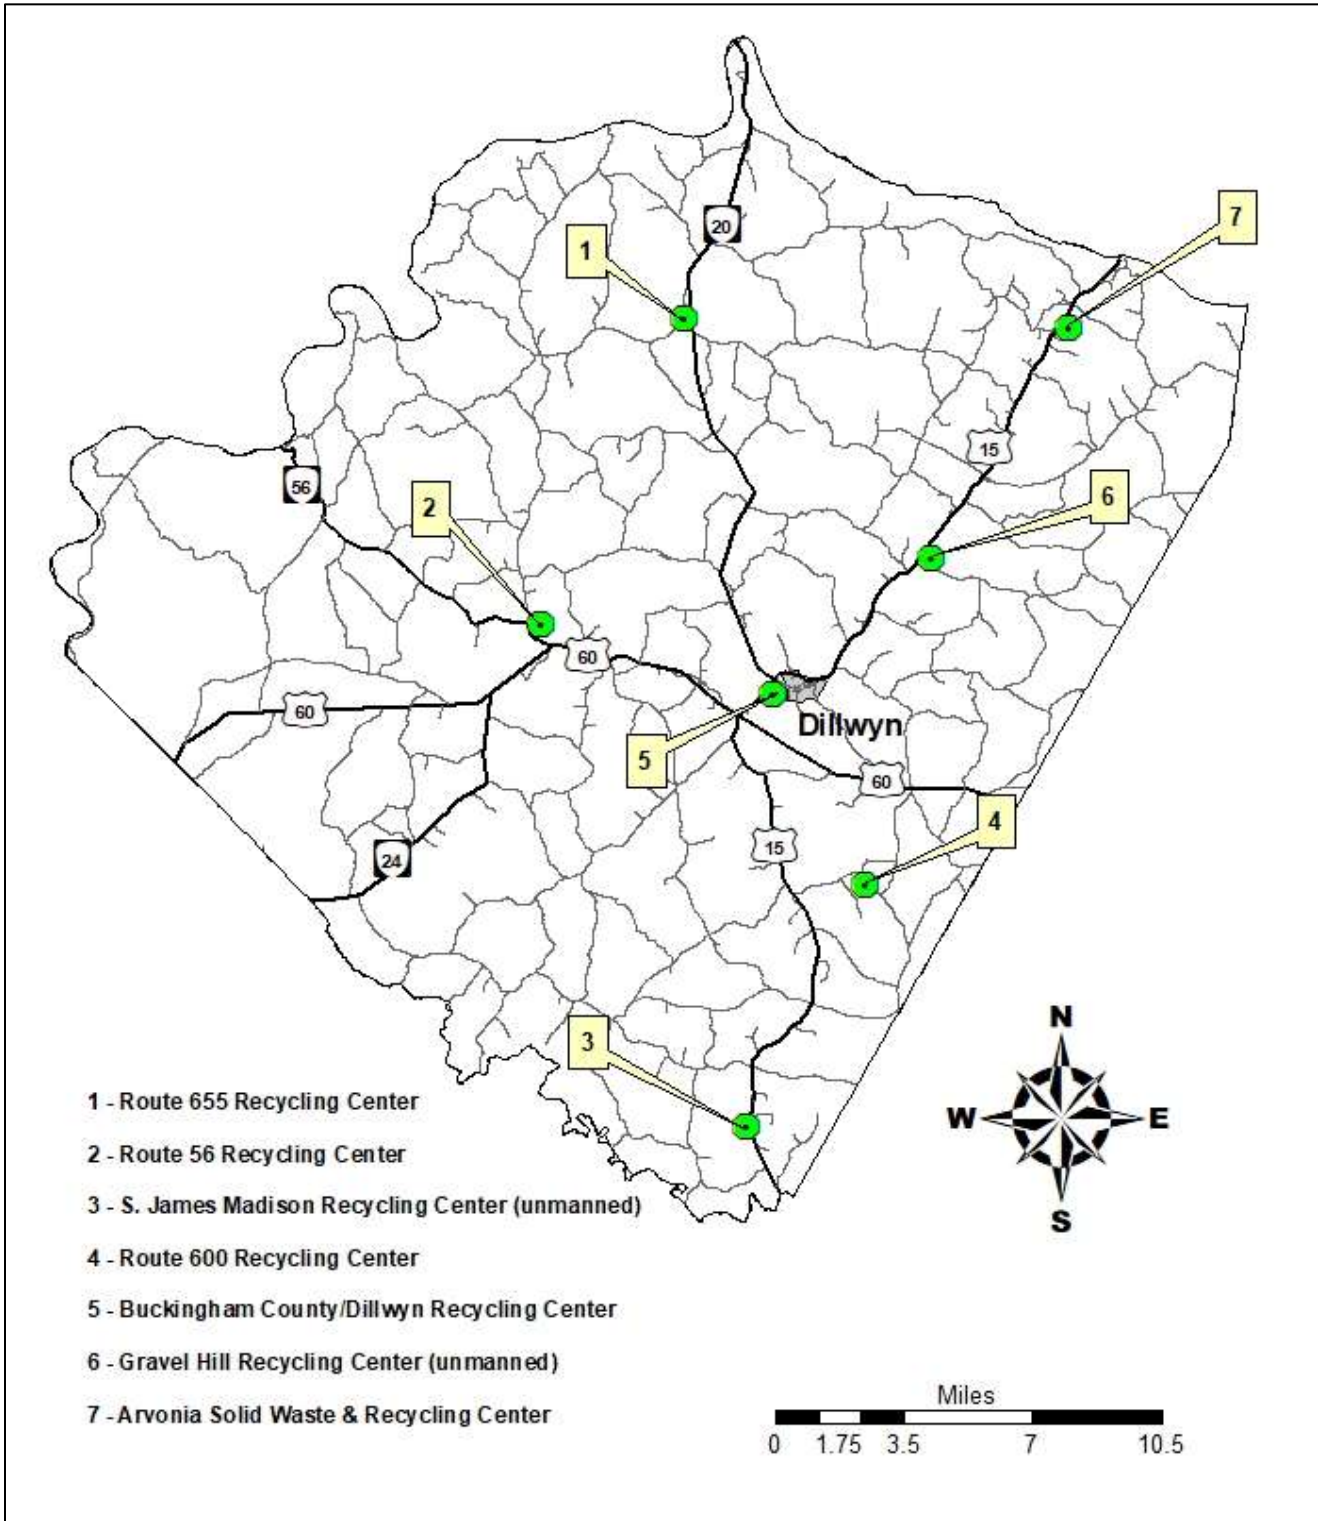 20
7
1
15
56
6
2
60
60
Dillwyn
5
60
4
15
24
N
3
W E
S
1 - Route 655 Recycling Center
2 - Route 56 Recycling Center
3 - S. James Madison Recycling Center (unmanned)
4 - Route 600 Recycling Center
5 - Buckingham County/Dillwyn Recycling Center
6 - Gravel Hill Recycling Center (unmanned)
7 - Arvonia Solid Waste & Recycling Center
Miles
0 1.75 3.5 7 10.5